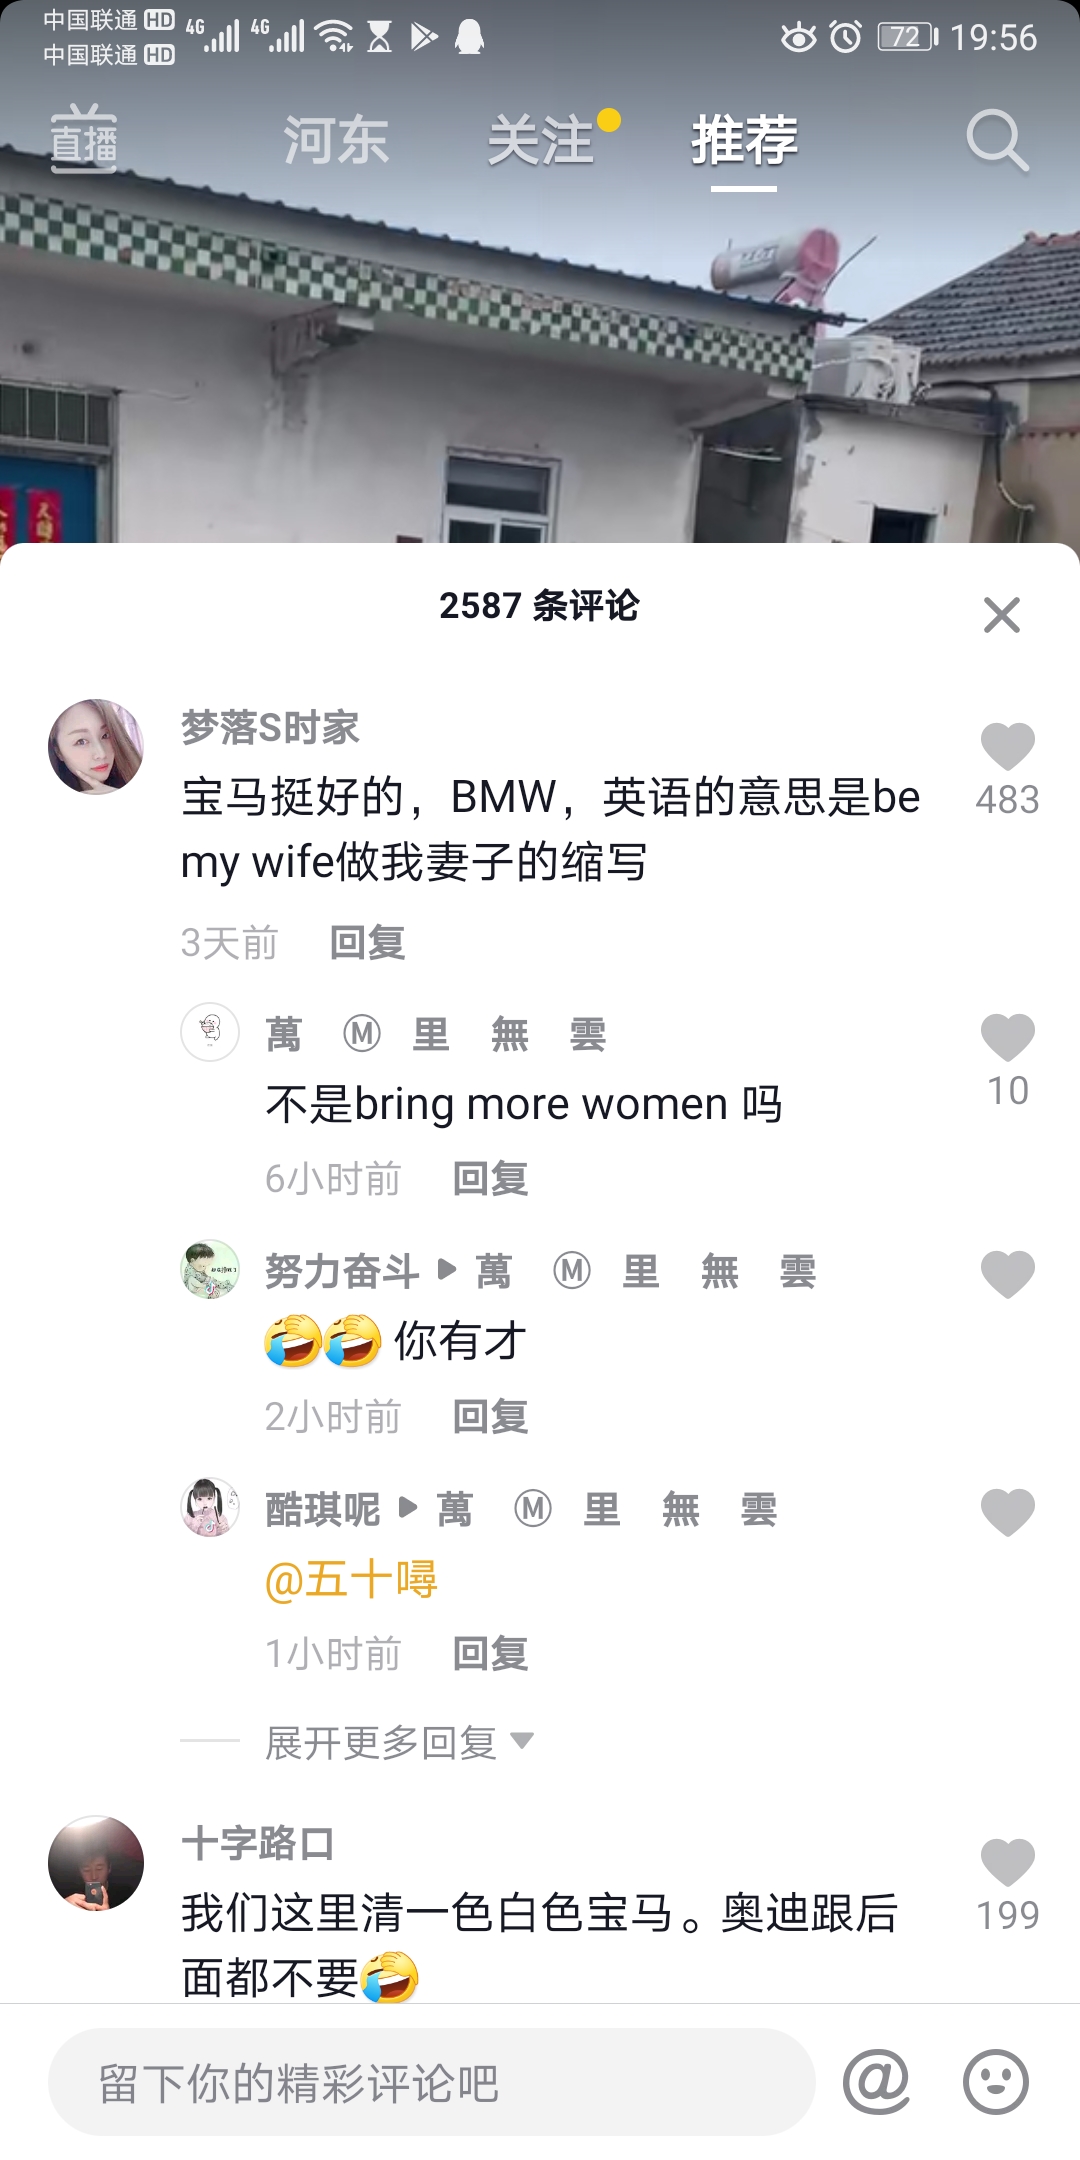 中国联通 HD 4G 4G 72 19:56
中国联通 HD
直播 河东 关注 推荐
2587 条评论
梦落S时家
宝马挺好的，BMW，英语的意思是be
my wife做我妻子的缩写
483
3天前 回复
萬 Ⓜ 里 無 雲
不是bring more women 吗
10
6小时前 回复
努力奋斗 ▶ 萬 Ⓜ 里 無 雲
🤣🤣 你有才
2小时前 回复
酷琪呢 ▶ 萬 Ⓜ 里 無 雲
@五十噚
1小时前 回复
展开更多回复
十字路口
我们这里清一色白色宝马。奥迪跟后
面都不要🤣
199
留下你的精彩评论吧